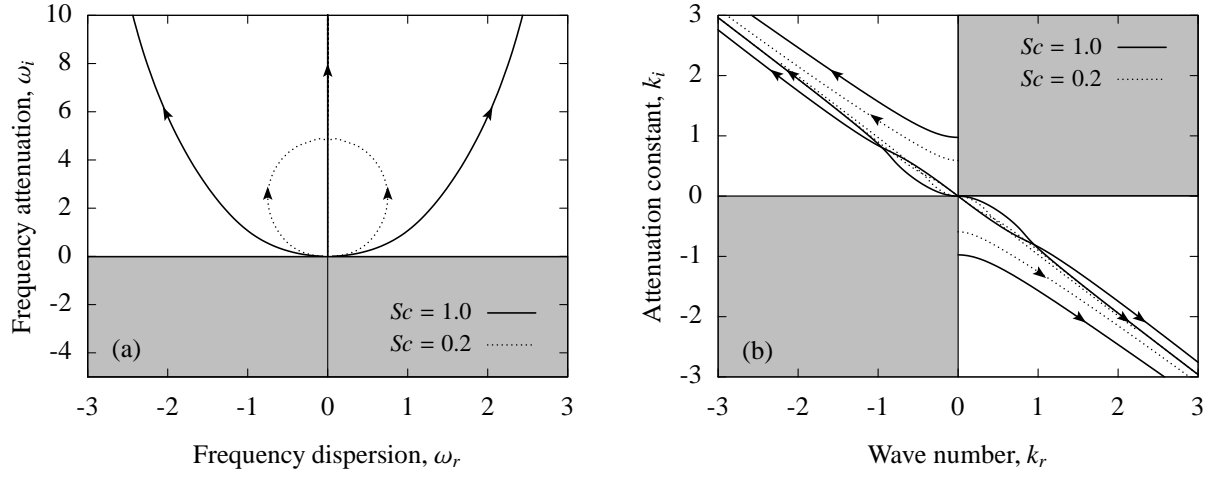 10
8
6
4
2
0
-2
-4
Frequency attenuation, ωi
Sc = 1.0
Sc = 0.2
(a)
-3 -2 -1 0 1 2 3
Frequency dispersion, ωr
3
2
1
0
-1
-2
-3
Attenuation constant, ki
Sc = 1.0
Sc = 0.2
(b)
-3 -2 -1 0 1 2 3
Wave number, kr